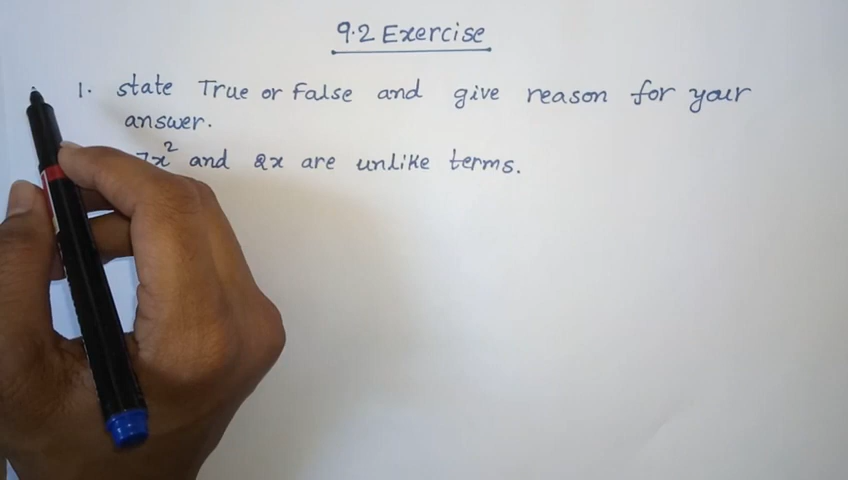 9.2 Exercise
1. state True or False and give reason for your
answer.
7x² and 2x are unlike terms.